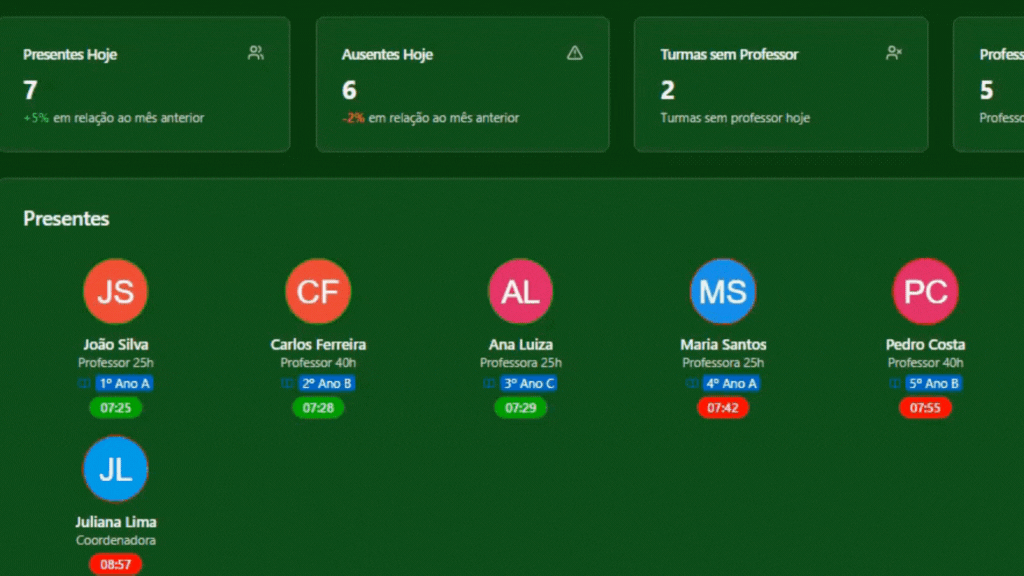 Presentes Hoje
7
+5% em relação ao mês anterior
Ausentes Hoje
6
-2% em relação ao mês anterior
Turmas sem Professor
2
Turmas sem professor hoje
Profess
5
Professo
Presentes
JS
João Silva
Professor 25h
1º Ano A
07:25
CF
Carlos Ferreira
Professor 40h
2º Ano B
07:28
AL
Ana Luiza
Professora 25h
3º Ano C
07:29
MS
Maria Santos
Professora 25h
4º Ano A
07:42
PC
Pedro Costa
Professor 40h
5º Ano B
07:55
JL
Juliana Lima
Coordenadora
08:57